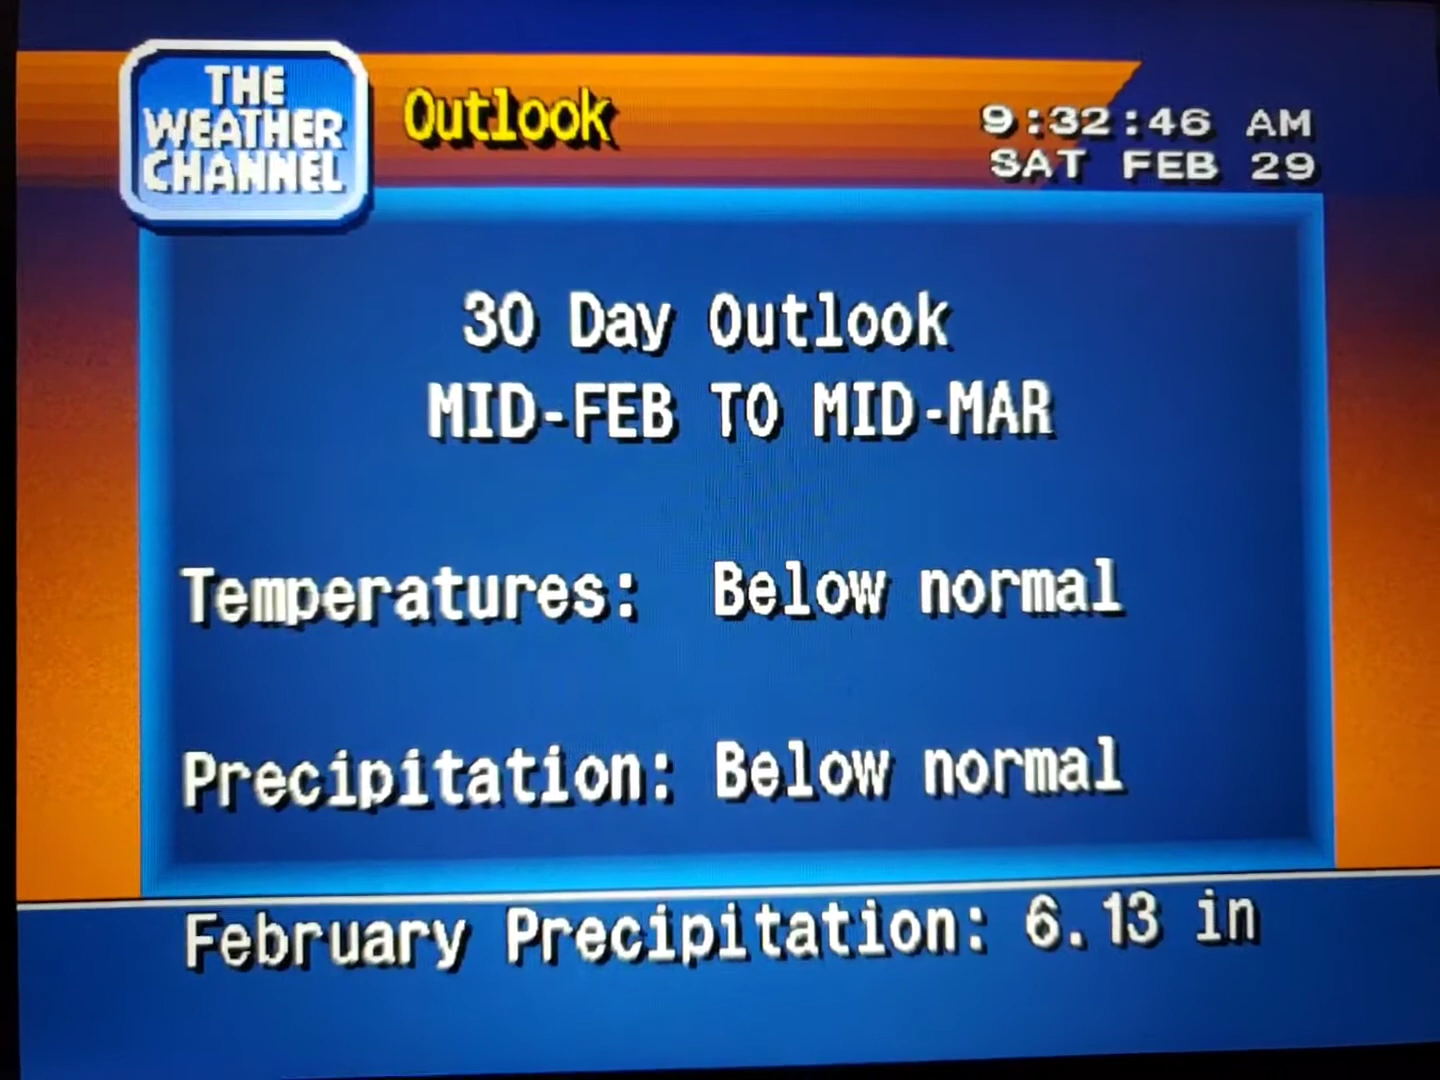 THE
WEATHER
CHANNEL
Outlook
9:32:46 AM
SAT FEB 29
30 Day Outlook
MID-FEB TO MID-MAR
Temperatures: Below normal
Precipitation: Below normal
February Precipitation: 6.13 in